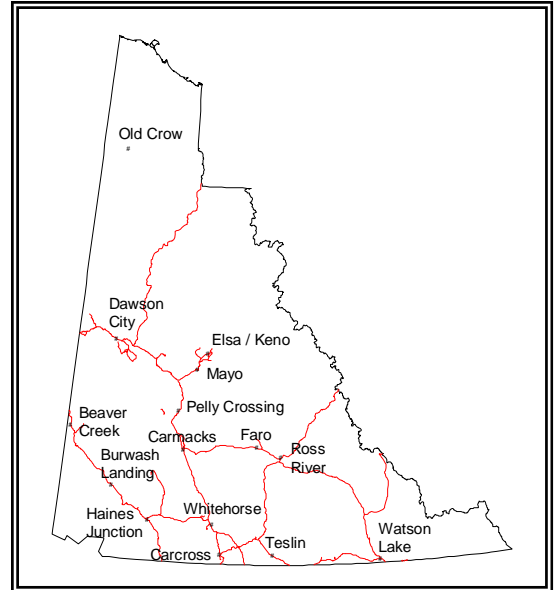 Old Crow
Dawson
City
Elsa / Keno
Mayo
Pelly Crossing
Beaver
Creek
Carmacks
Faro
Ross
River
Burwash
Landing
Haines
Junction
Whitehorse
Watson
Lake
Teslin
Carcross